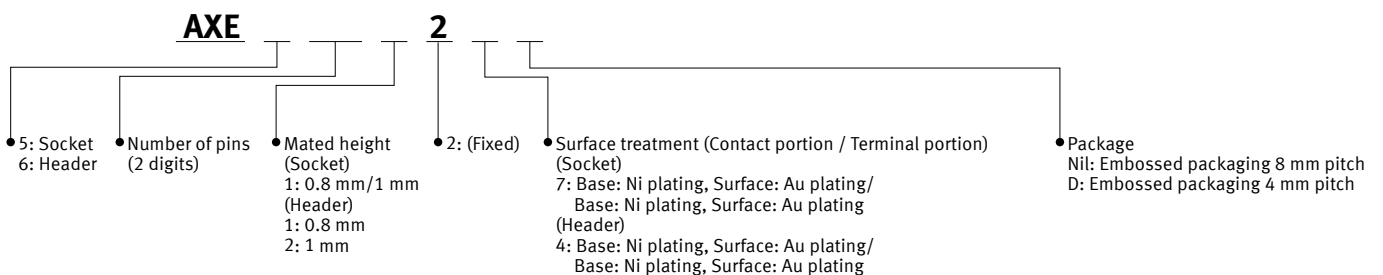 AXE 2
5: Socket
6: Header
Number of pins
(2 digits)
Mated height
(Socket)
1: 0.8 mm/1 mm
(Header)
1: 0.8 mm
2: 1 mm
2: (Fixed)
Surface treatment (Contact portion / Terminal portion)
(Socket)
7: Base: Ni plating, Surface: Au plating/
Base: Ni plating, Surface: Au plating
(Header)
4: Base: Ni plating, Surface: Au plating/
Base: Ni plating, Surface: Au plating
Package
Nil: Embossed packaging 8 mm pitch
D: Embossed packaging 4 mm pitch